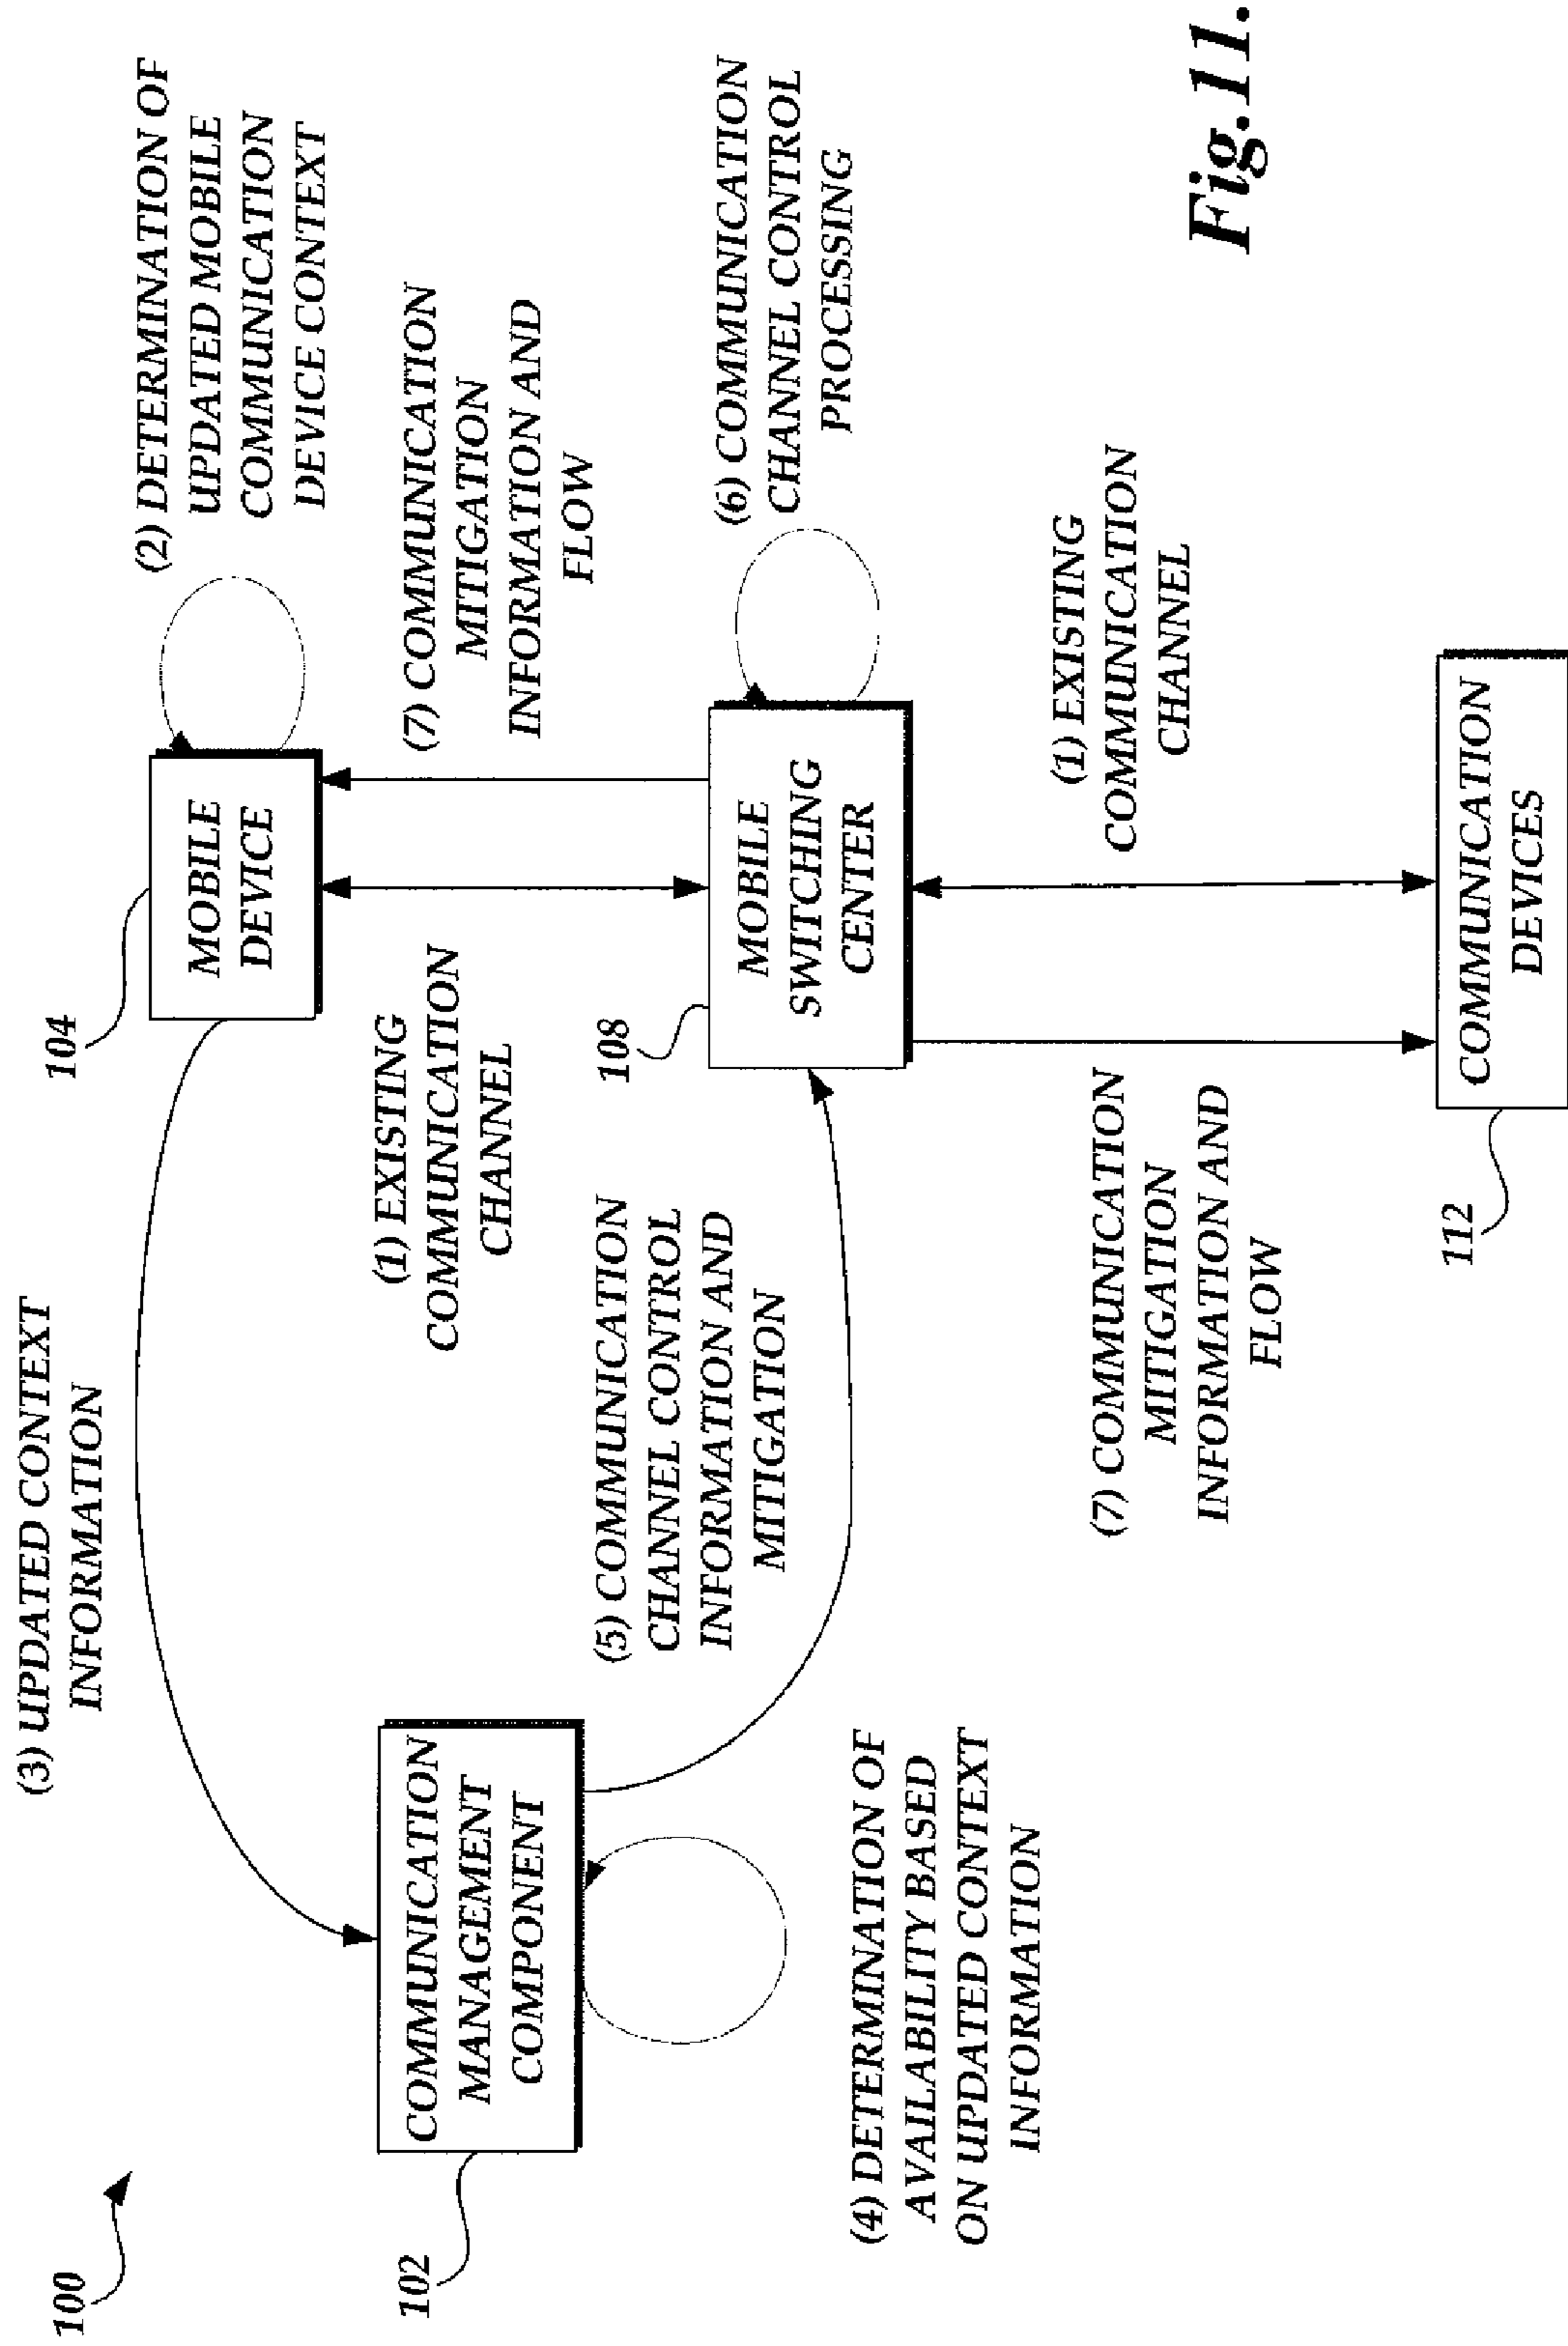 100
(3) UPDATED CONTEXT
INFORMATION
104
MOBILE
DEVICE
(2) DETERMINATION OF
UPDATED MOBILE
COMMUNICATION
DEVICE CONTEXT
102
COMMUNICATION
MANAGEMENT
COMPONENT
(1) EXISTING
COMMUNICATION
CHANNEL
(7) COMMUNICATION
MITIGATION
INFORMATION AND
FLOW
(5) COMMUNICATION
CHANNEL CONTROL
INFORMATION AND
MITIGATION
108
MOBILE
SWITCHING
CENTER
(6) COMMUNICATION
CHANNEL CONTROL
PROCESSING
(4) DETERMINATION OF
AVAILABILITY BASED
ON UPDATED CONTEXT
INFORMATION
(7) COMMUNICATION
MITIGATION
INFORMATION AND
FLOW
(1) EXISTING
COMMUNICATION
CHANNEL
112
COMMUNICATION
DEVICES
Fig.11.